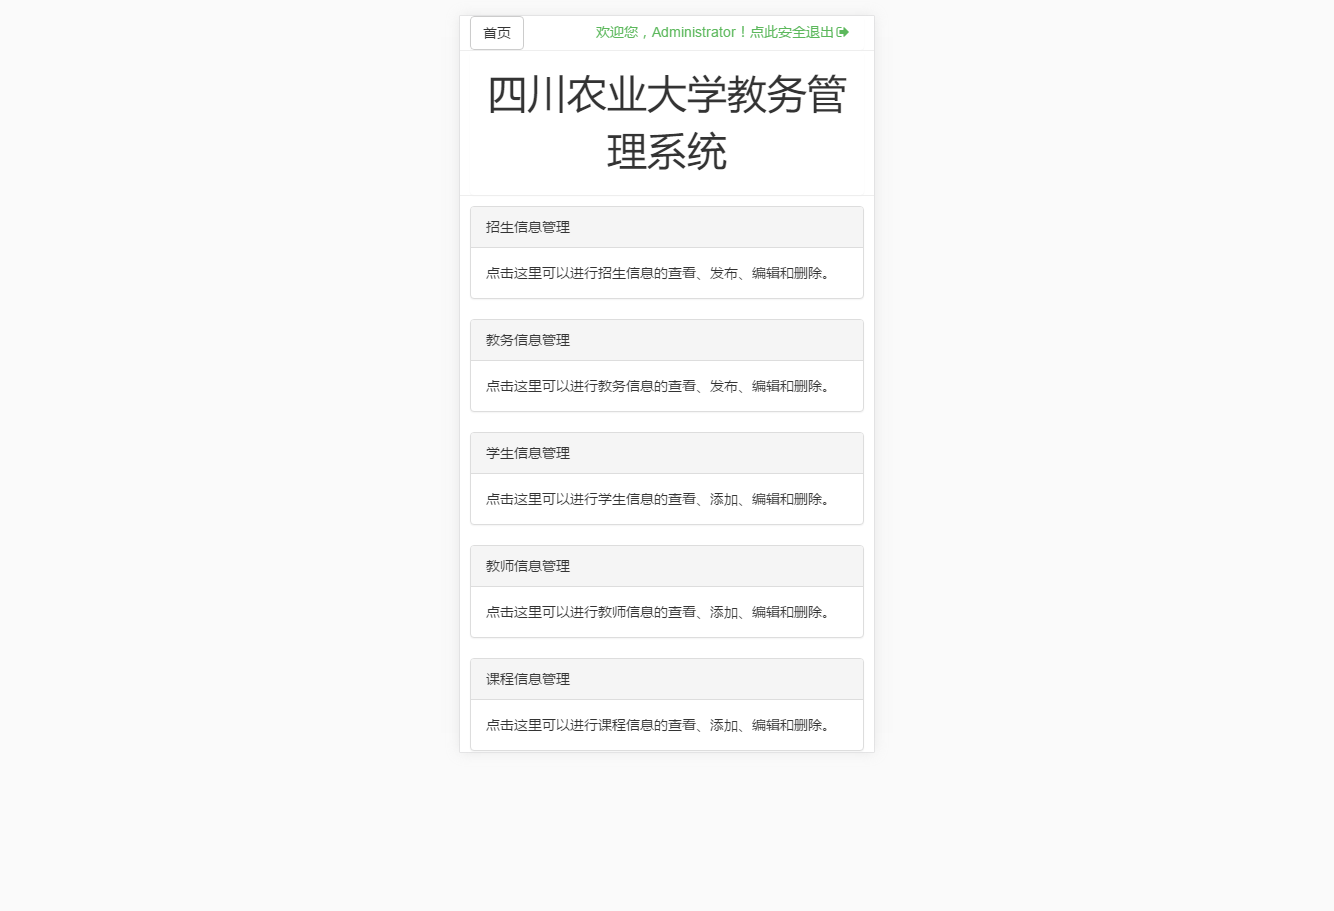 首页
欢迎您，Administrator！点此安全退出
四川农业大学教务管
理系统
招生信息管理
点击这里可以进行招生信息的查看、发布、编辑和删除。
教务信息管理
点击这里可以进行教务信息的查看、发布、编辑和删除。
学生信息管理
点击这里可以进行学生信息的查看、添加、编辑和删除。
教师信息管理
点击这里可以进行教师信息的查看、添加、编辑和删除。
课程信息管理
点击这里可以进行课程信息的查看、添加、编辑和删除。